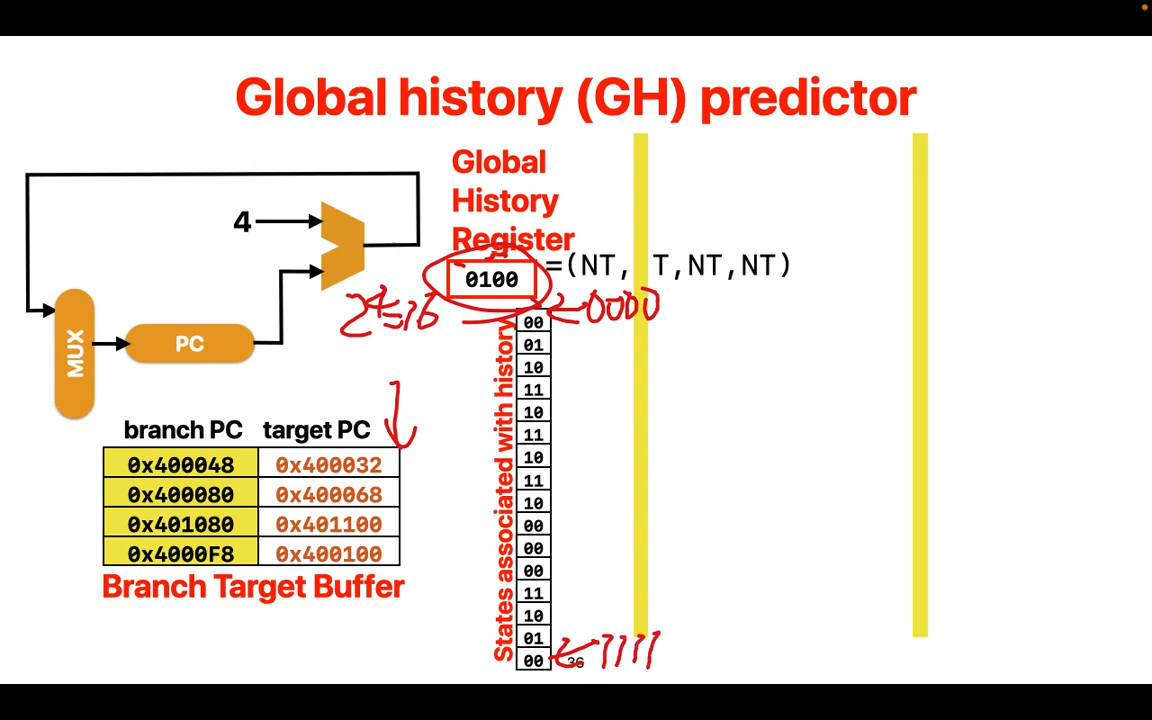 Global history (GH) predictor
Global
History
Register
4
0100 =(NT, T,NT,NT)
2^4=16
0000
MUX
PC
States associated with history
00
01
10
11
10
11
10
11
10
00
00
00
11
10
01
00
1111
branch PC target PC
0x400048 0x400032
0x400080 0x400068
0x401080 0x401100
0x4000F8 0x400100
Branch Target Buffer
36